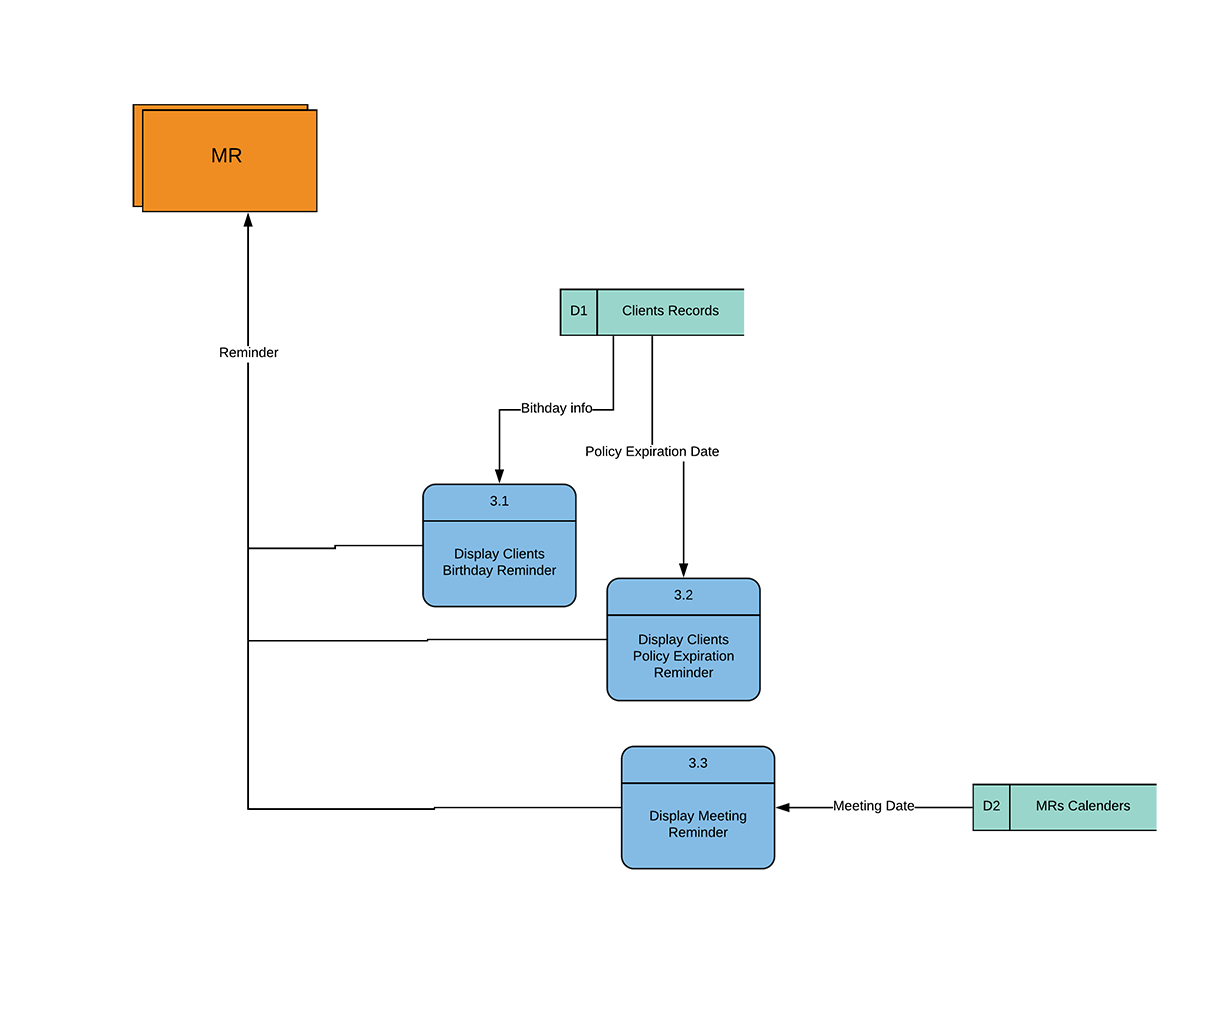 MR
D1
Clients Records
Reminder
Bithday info
Policy Expiration Date
3.1
Display Clients
Birthday Reminder
3.2
Display Clients
Policy Expiration
Reminder
3.3
Display Meeting
Reminder
Meeting Date
D2
MRs Calenders